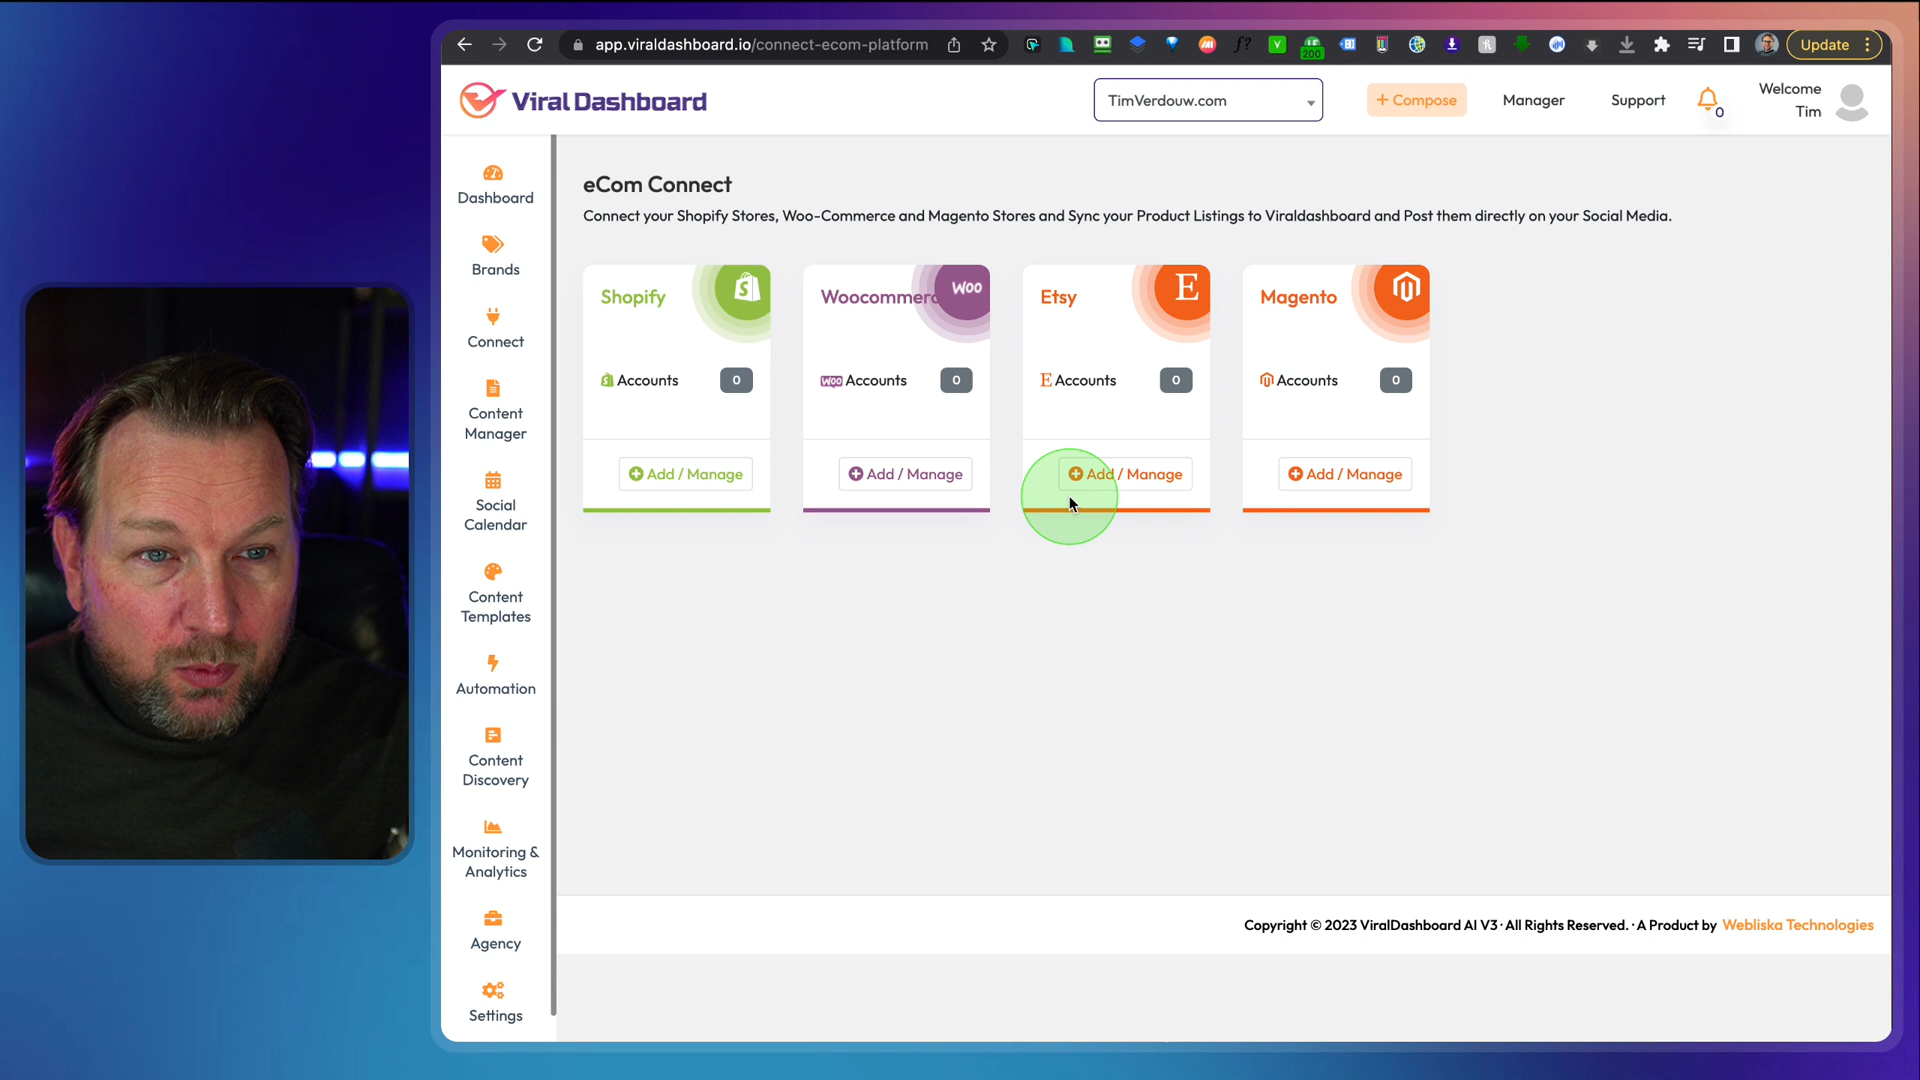 app.viraldashboard.io/connect-ecom-platform
200
Update
Viral Dashboard
TimVerdouw.com
+ Compose
Manager
Support
0
Welcome
Tim
Dashboard
Brands
Connect
Content
Manager
Social
Calendar
Content
Templates
Automation
Content
Discovery
Monitoring &
Analytics
Agency
Settings
eCom Connect
Connect your Shopify Stores, Woo-Commerce and Magento Stores and Sync your Product Listings to Viraldashboard and Post them directly on your Social Media.
Shopify
Accounts 0
Add / Manage
Woocommerc
WOO
WOO Accounts 0
Add / Manage
Etsy
E
E Accounts 0
Add / Manage
Magento
Accounts 0
Add / Manage
Copyright © 2023 ViralDashboard AI V3 · All Rights Reserved. · A Product by Webliska Technologies